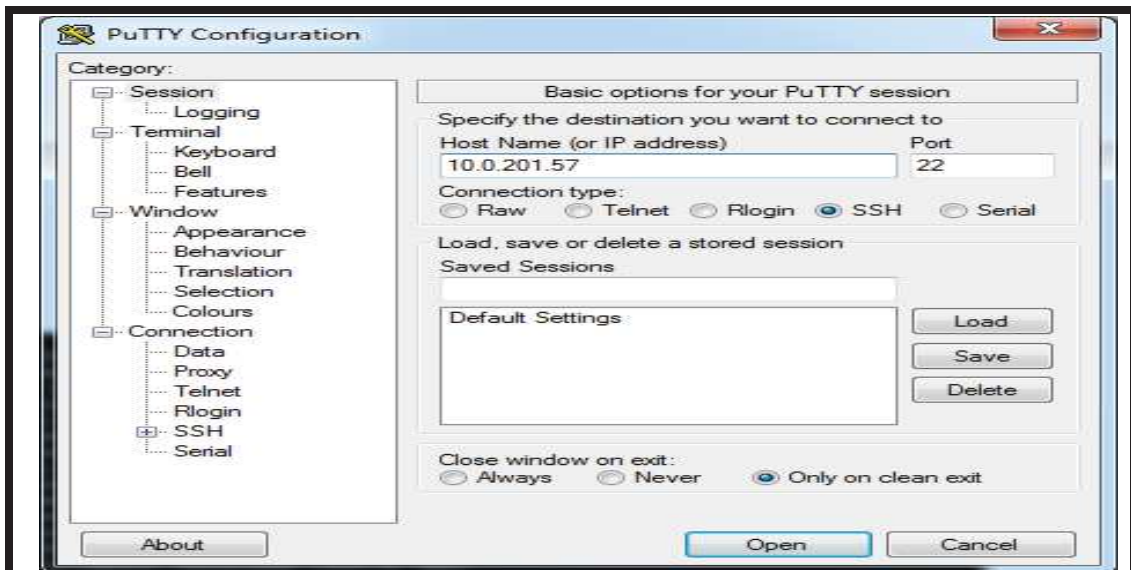 PuTTY Configuration
Category:
Session
Logging
Terminal
Keyboard
Bell
Features
Window
Appearance
Behaviour
Translation
Selection
Colours
Connection
Data
Proxy
Telnet
Rlogin
SSH
Serial
Basic options for your PuTTY session
Specify the destination you want to connect to
Host Name (or IP address) Port
10.0.201.57 22
Connection type:
Raw Telnet Rlogin SSH Serial
Load, save or delete a stored session
Saved Sessions
Default Settings
Load
Save
Delete
Close window on exit:
Always Never Only on clean exit
About Open Cancel